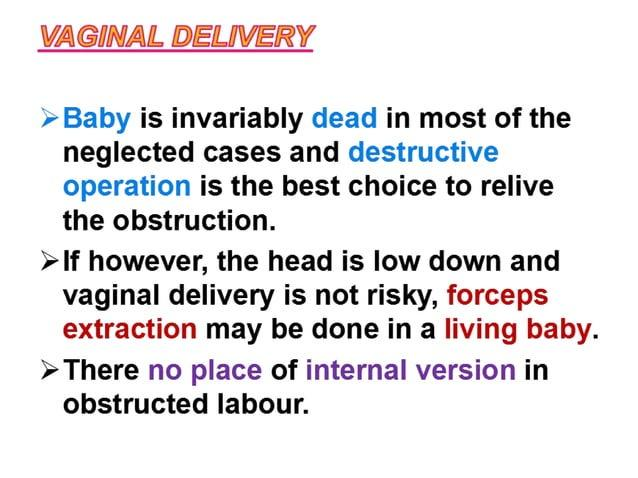 VAGINAL DELIVERY
➢Baby is invariably dead in most of the
neglected cases and destructive
operation is the best choice to relive
the obstruction.
➢If however, the head is low down and
vaginal delivery is not risky, forceps
extraction may be done in a living baby.
➢There no place of internal version in
obstructed labour.